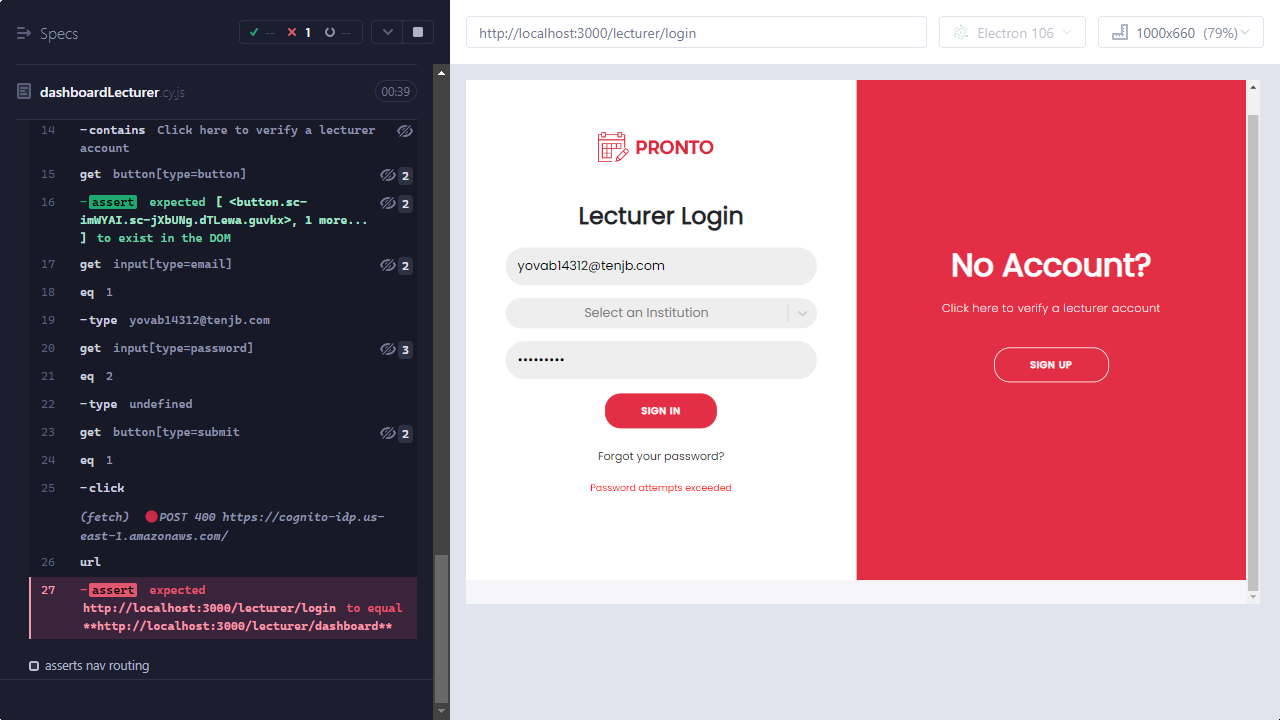 Specs
-- 1 --
dashboardLecturer.cy.js
00:39
14 -contains Click here to verify a lecturer
account
15 get button[type=button] 2
16 -assert expected [ <button.sc-
imWYAI.sc-jXbUNg.dTLewa.guvkx>, 1 more...
] to exist in the DOM 2
17 get input[type=email] 2
18 eq 1
19 -type yovab14312@tenjb.com
20 get input[type=password] 3
21 eq 2
22 -type undefined
23 get button[type=submit 2
24 eq 1
25 -click
(fetch) POST 400 https://cognito-idp.us-
east-1.amazonaws.com/
26 url
27 -assert expected
http://localhost:3000/lecturer/login to equal
**http://localhost:3000/lecturer/dashboard**
asserts nav routing
http://localhost:3000/lecturer/login
Electron 106
1000x660 (79%)
PRONTO
Lecturer Login
yovab14312@tenjb.com
Select an Institution
•••••••••
SIGN IN
Forgot your password?
Password attempts exceeded
No Account?
Click here to verify a lecturer account
SIGN UP